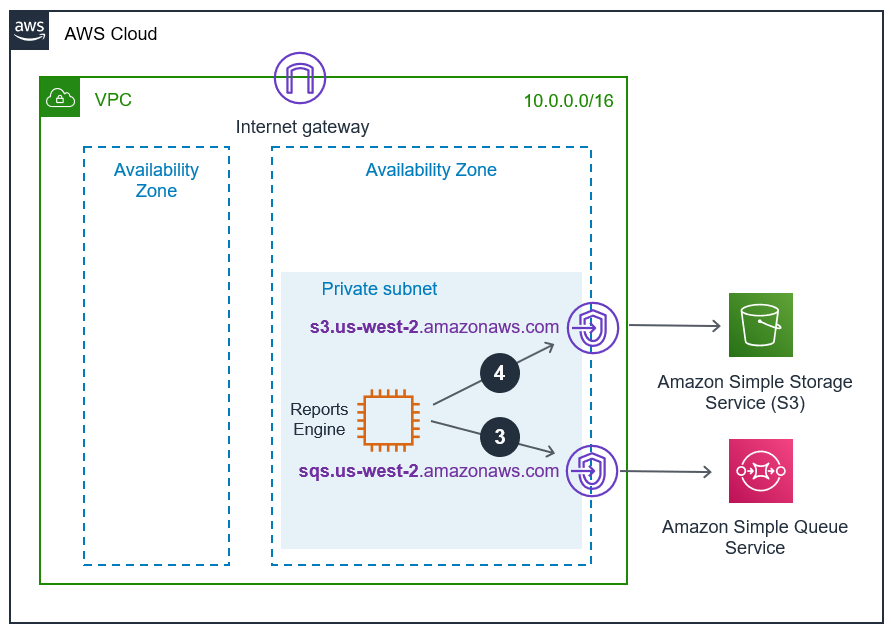 aws
AWS Cloud
VPC
10.0.0.0/16
Internet gateway
Availability
Zone
Availability Zone
Private subnet
s3.us-west-2.amazonaws.com
4
Reports
Engine
3
sqs.us-west-2.amazonaws.com
Amazon Simple Storage
Service (S3)
Amazon Simple Queue
Service